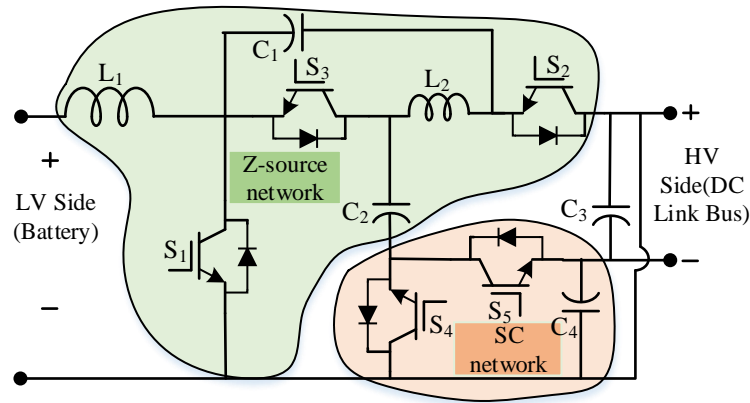 C1
L1
S3
L2
S2
+
+
Z-source
network
HV
Side(DC
Link Bus)
LV Side
(Battery)
C2
C3
S1
−
−
S5
S4
C4
SC
network